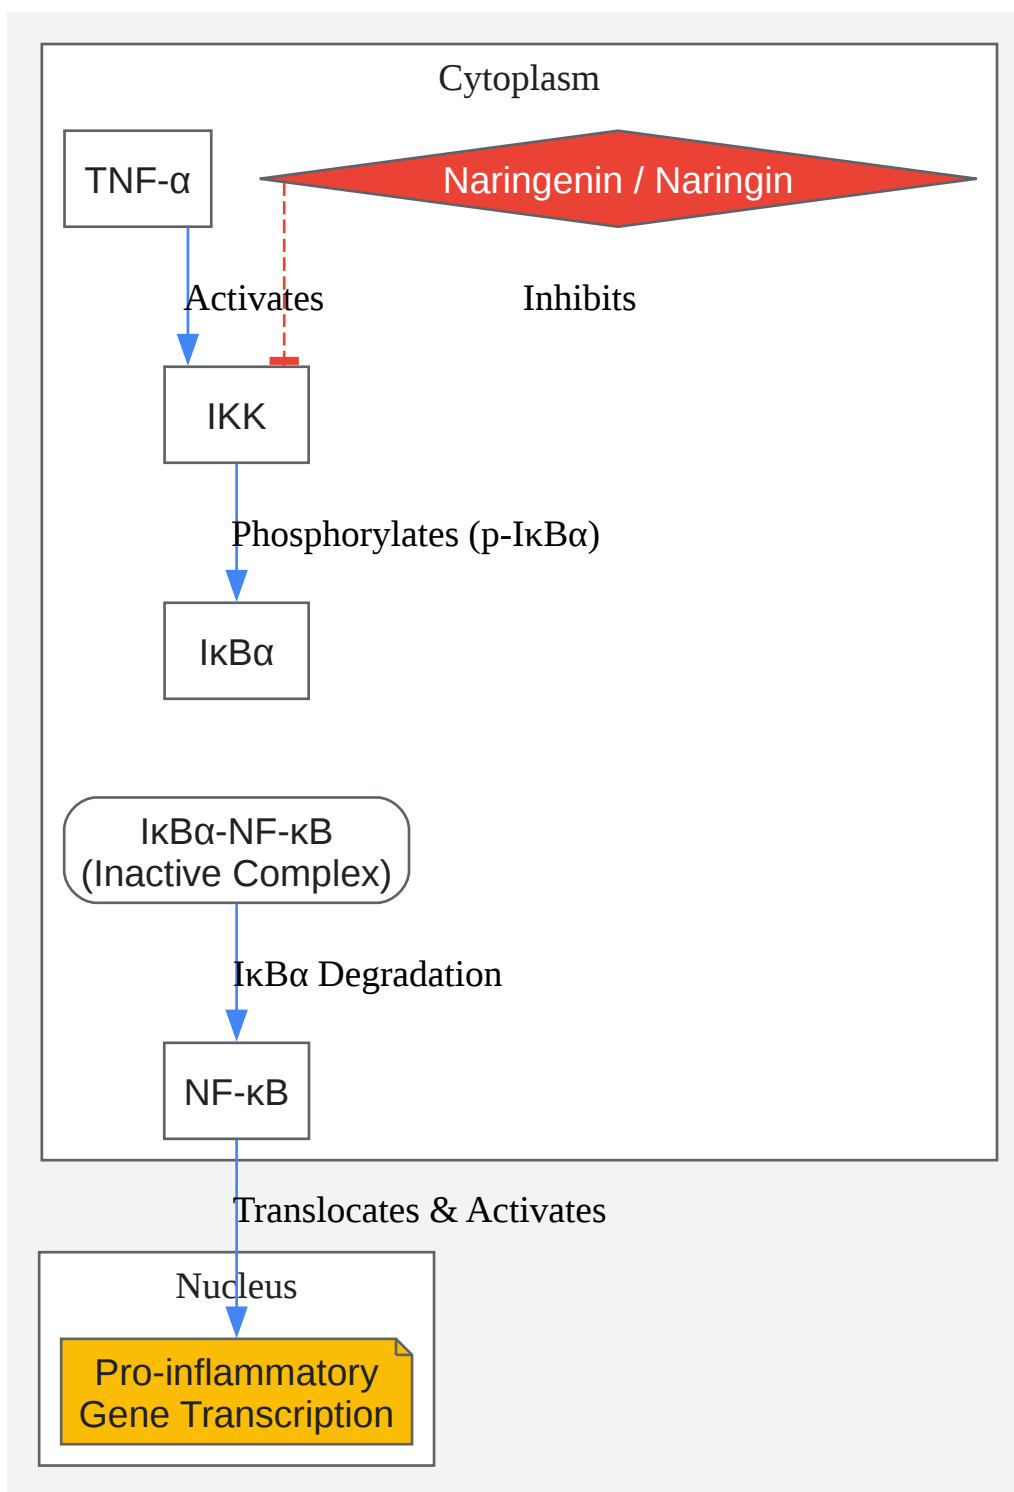 Cytoplasm
TNF-α
Naringenin / Naringin
Activates
Inhibits
IKK
Phosphorylates (p-IκBα)
IκBα
IκBα-NF-κB
(Inactive Complex)
IκBα Degradation
NF-κB
Translocates & Activates
Nucleus
Pro-inflammatory
Gene Transcription